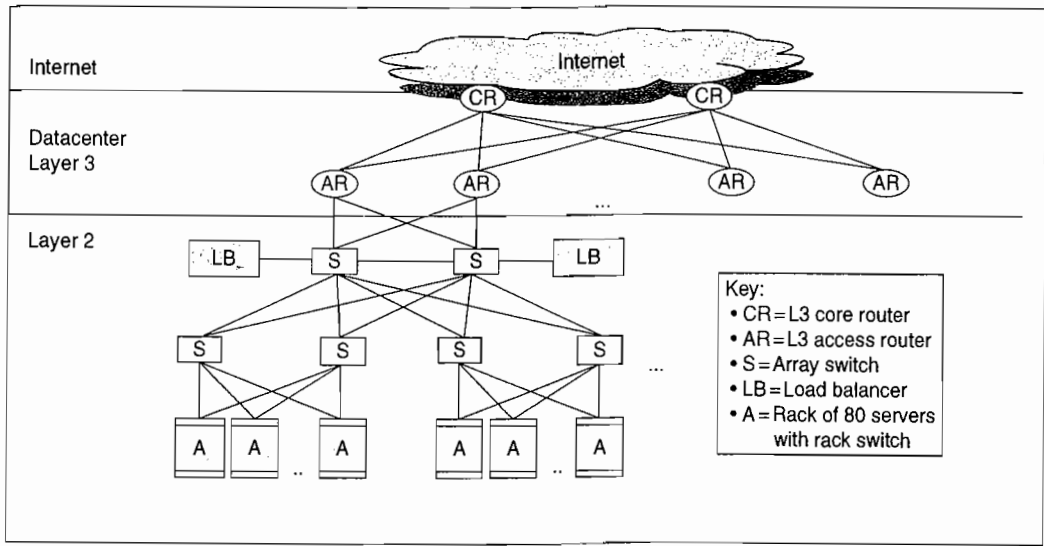 Internet
Internet
CR
CR
Datacenter
Layer 3
AR
AR
AR
AR
...
Layer 2
LB
S
S
LB
S
S
S
S
...
A
A
..
A
A
A
..
A
Key:
• CR = L3 core router
• AR = L3 access router
• S = Array switch
• LB = Load balancer
• A = Rack of 80 servers
with rack switch